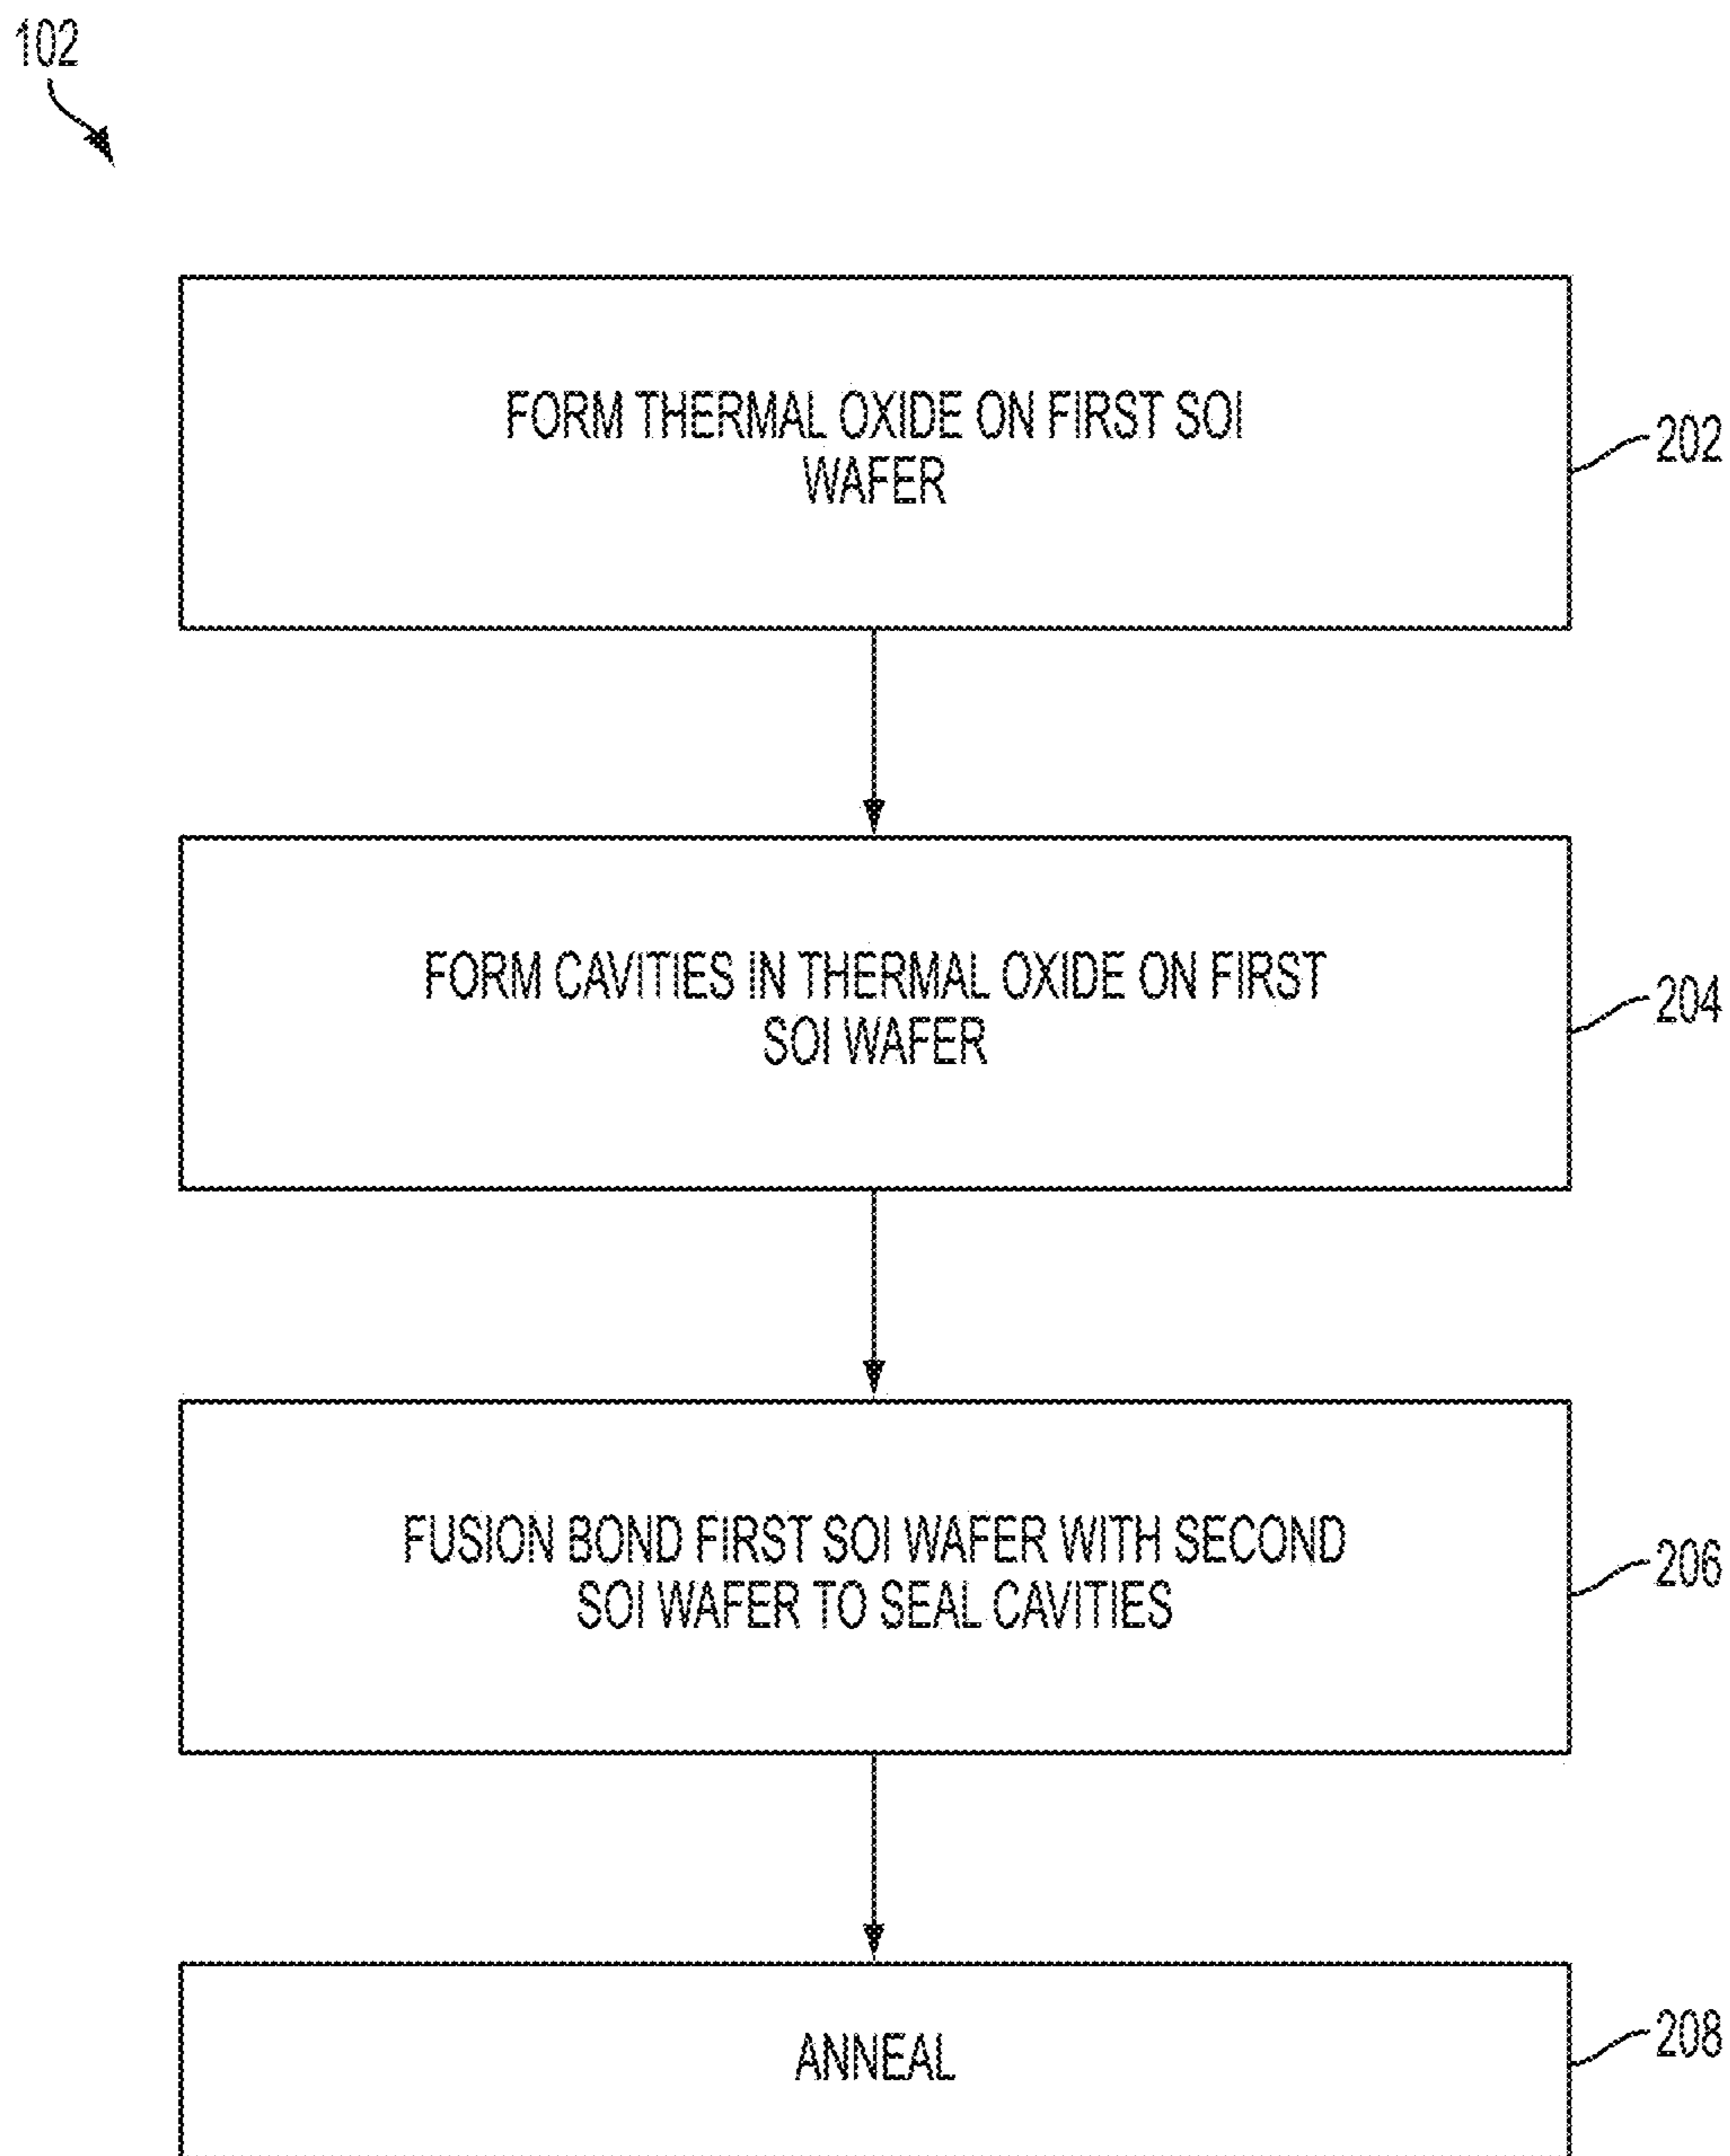 102
FORM THERMAL OXIDE ON FIRST SOI
WAFER
202
FORM CAVITIES IN THERMAL OXIDE ON FIRST
SOI WAFER
204
FUSION BOND FIRST SOI WAFER WITH SECOND
SOI WAFER TO SEAL CAVITIES
206
ANNEAL
208